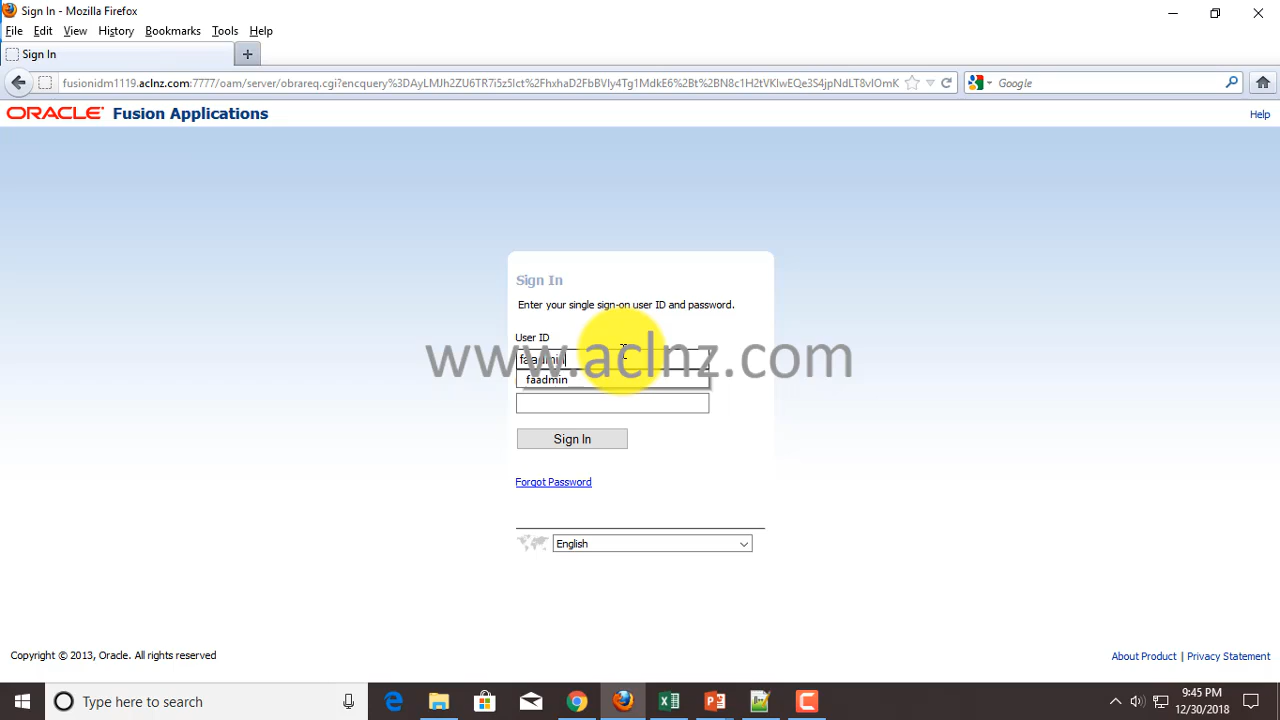 Sign In - Mozilla Firefox
File Edit View History Bookmarks Tools Help
Sign In
fusionidm1119.aclnz.com:7777/oam/server/obrareq.cgi?encquery%3DAyLMJh2ZU6TR7i5z5Ict%2FhxhaD2FbBVly4Tg1MdkE6%2Bt%2BN8c1H2tVKIwEQe3S4jpNdLT8vIOmK Google
ORACLE Fusion Applications Help
Sign In
Enter your single sign-on user ID and password.
User ID
faadmin
www.aclnz.com
faadmin
Sign In
Forgot Password
English
Copyright © 2013, Oracle. All rights reserved About Product | Privacy Statement
Type here to search
9:45 PM
12/30/2018